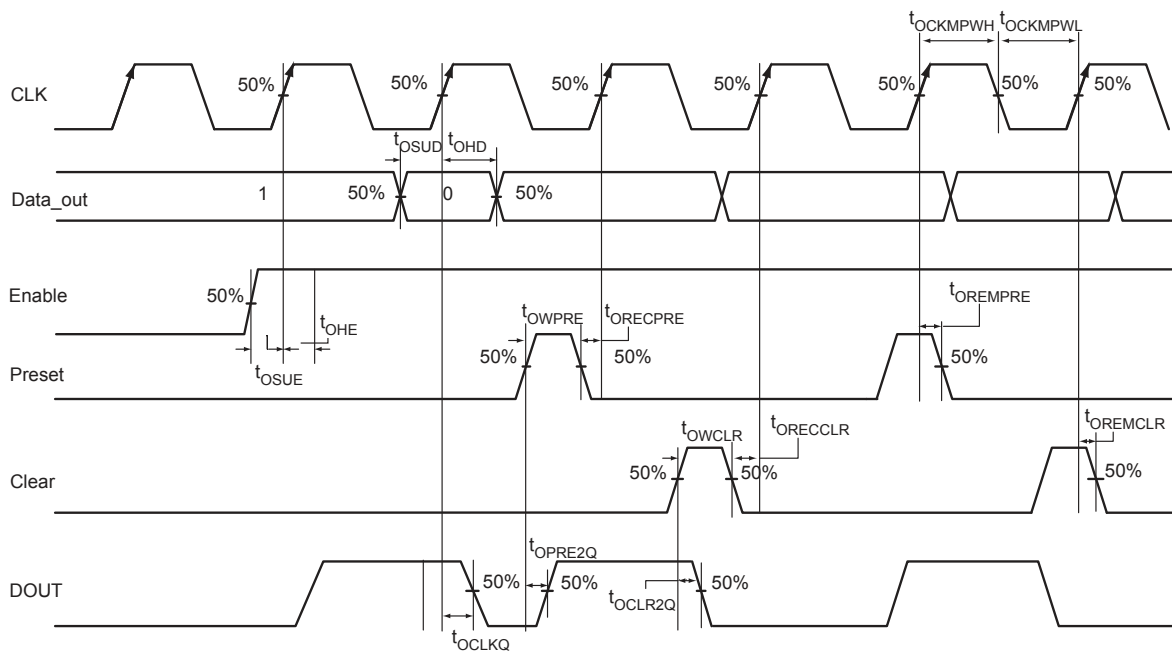 tOCKMPWH tOCKMPWL
CLK 50% 50% 50% 50% 50% 50% 50%
tOSUD tOHD
Data_out 1 50% 0 50%
Enable 50%
tOHE tOWPRE tORECPRE tOREMPRE
tOSUE
Preset 50% 50% 50%
tOWCLR tORECCLR tOREMCLR
Clear 50% 50% 50%
tOPRE2Q
DOUT 50% 50% 50%
tOCLR2Q
tOCLKQ